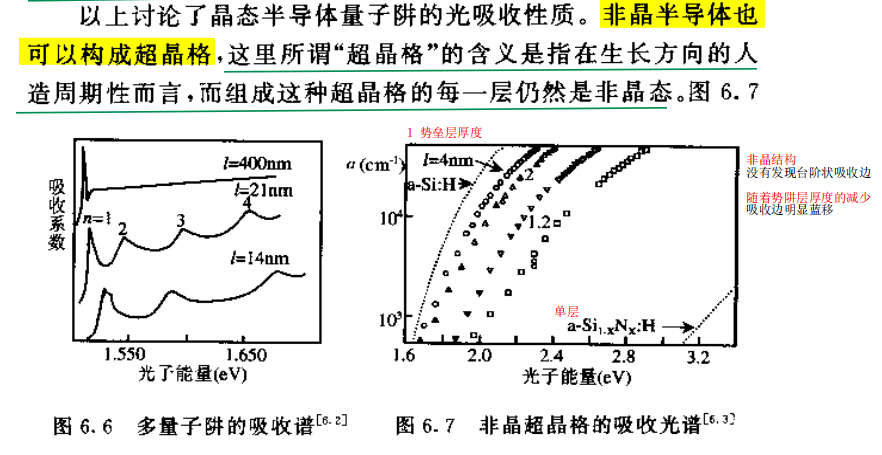 以上讨论了晶态半导体量子阱的光吸收性质。非晶半导体也
可以构成超晶格,这里所谓“超晶格”的含义是指在生长方向的人
造周期性而言,而组成这种超晶格的每一层仍然是非晶态。图 6.7
吸收系数
l=400nm
l=21nm
n=1
2
3
4
l=14nm
1.550
1.650
光子能量(eV)
图 6.6 多量子阱的吸收谱[6.2]
1 势垒层厚度
α (cm-1)
l=4nm
a-Si:H
2
1.2
10⁴
10³
单层
a-Si1-xNx:H
1.6
2.0
2.4
2.8
3.2
光子能量(eV)
图 6.7 非晶超晶格的吸收光谱[6.3]
非晶结构
没有发现台阶状吸收边
随着势阱层厚度的减少
吸收边明显蓝移